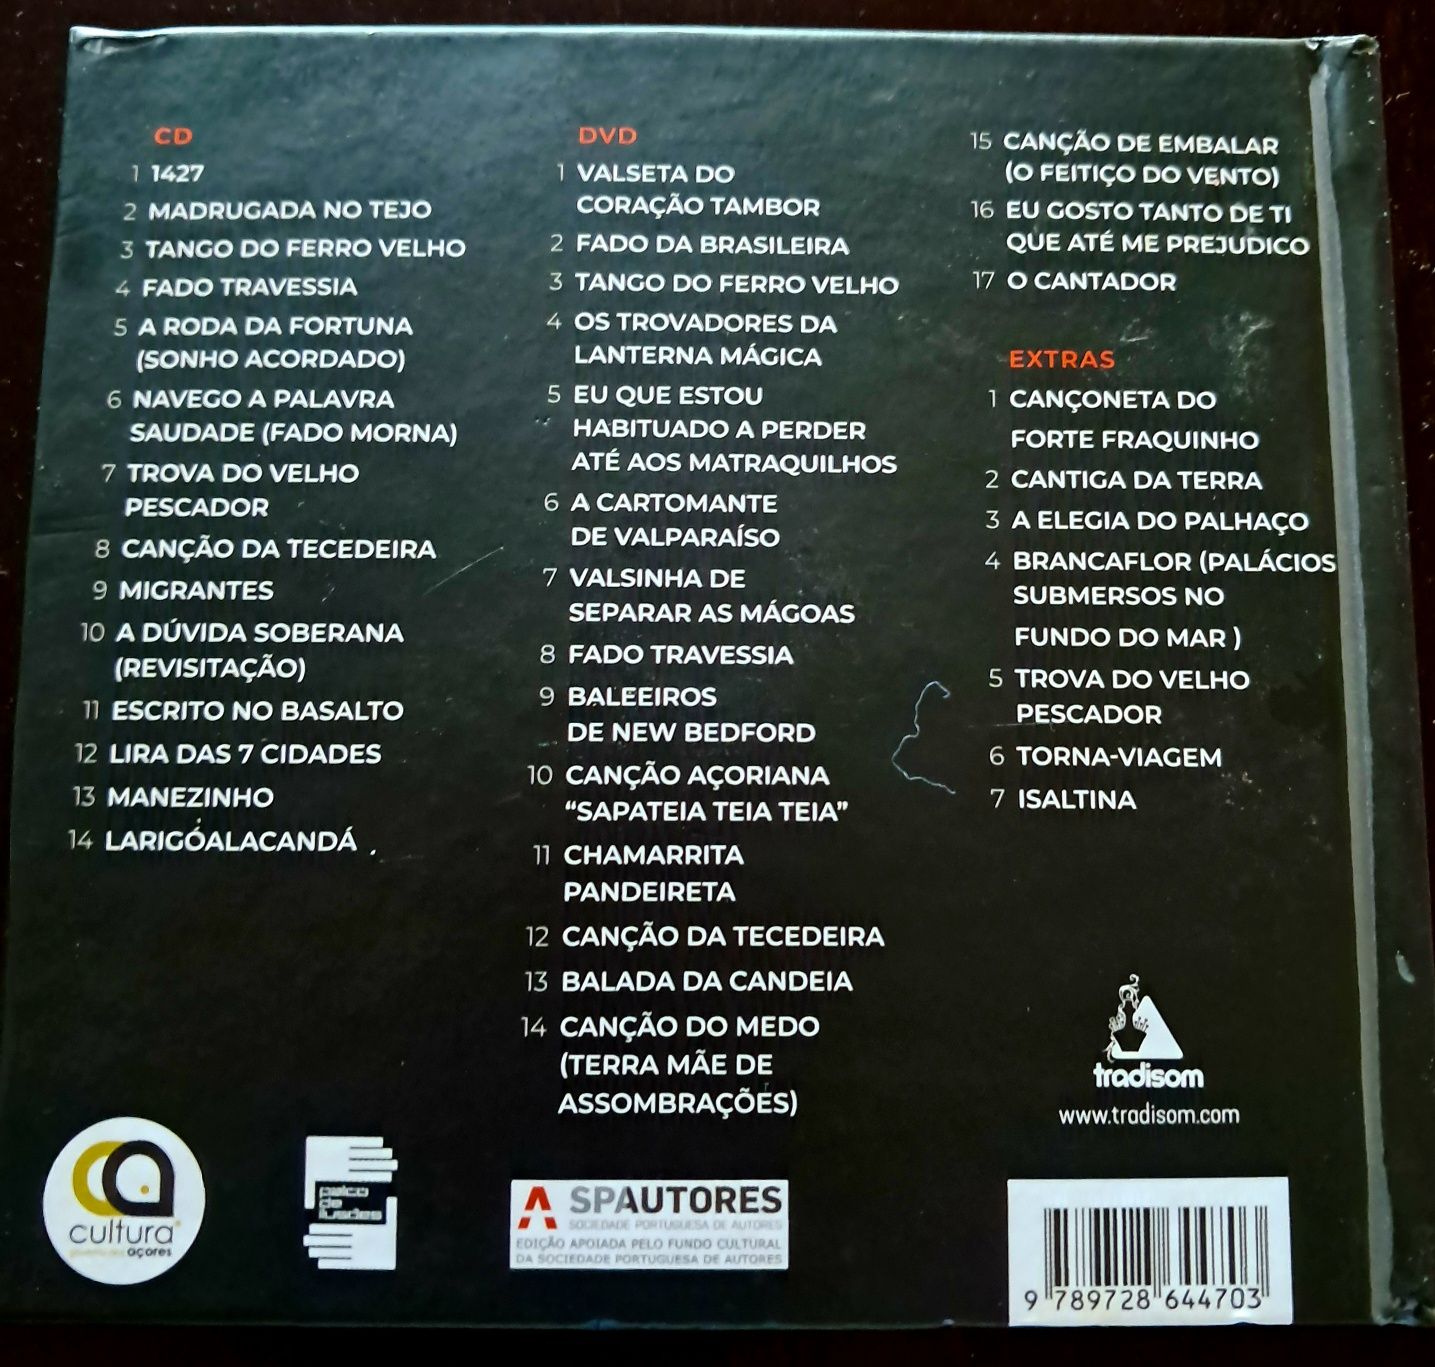 CD
1 1427
2 MADRUGADA NO TEJO
3 TANGO DO FERRO VELHO
4 FADO TRAVESSIA
5 A RODA DA FORTUNA
(SONHO ACORDADO)
6 NAVEGO A PALAVRA
SAUDADE (FADO MORNA)
7 TROVA DO VELHO
PESCADOR
8 CANÇÃO DA TECEDEIRA
9 MIGRANTES
10 A DÚVIDA SOBERANA
(REVISITAÇÃO)
11 ESCRITO NO BASALTO
12 LIRA DAS 7 CIDADES
13 MANEZINHO
14 LARIGÓALACANDÁ
DVD
1 VALSETA DO
CORAÇÃO TAMBOR
2 FADO DA BRASILEIRA
3 TANGO DO FERRO VELHO
4 OS TROVADORES DA
LANTERNA MÁGICA
5 EU QUE ESTOU
HABITUADO A PERDER
ATÉ AOS MATRAQUILHOS
6 A CARTOMANTE
DE VALPARAÍSO
7 VALSINHA DE
SEPARAR AS MÁGOAS
8 FADO TRAVESSIA
9 BALEEIROS
DE NEW BEDFORD
10 CANÇÃO AÇORIANA
“SAPATEIA TEIA TEIA”
11 CHAMARRITA
PANDEIRETA
12 CANÇÃO DA TECEDEIRA
13 BALADA DA CANDEIA
14 CANÇÃO DO MEDO
(TERRA MÃE DE
ASSOMBRAÇÕES)
15 CANÇÃO DE EMBALAR
(O FEITIÇO DO VENTO)
16 EU GOSTO TANTO DE TI
QUE ATÉ ME PREJUDICO
17 O CANTADOR
EXTRAS
1 CANÇONETA DO
FORTE FRAQUINHO
2 CANTIGA DA TERRA
3 A ELEGIA DO PALHAÇO
4 BRANCAFLOR (PALÁCIOS
SUBMERSOS NO
FUNDO DO MAR )
5 TROVA DO VELHO
PESCADOR
6 TORNA-VIAGEM
7 ISALTINA
tradisom
www.tradisom.com
cultura
açores
palco
de
ilusões
SPAUTORES
SOCIEDADE PORTUGUESA DE AUTORES
EDIÇÃO APOIADA PELO FUNDO CULTURAL
DA SOCIEDADE PORTUGUESA DE AUTORES
9 789728 644703